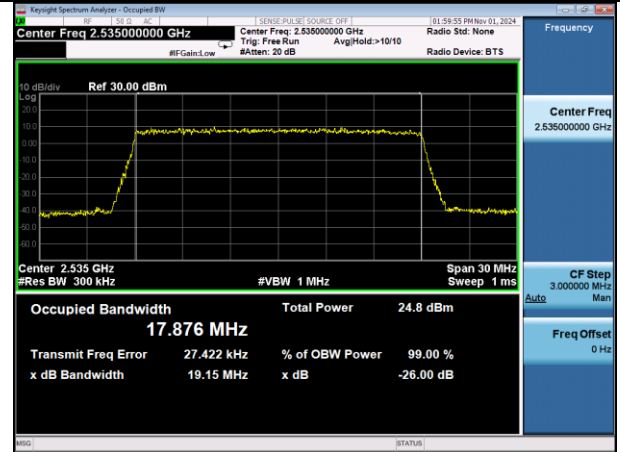 Keysight Spectrum Analyzer - Occupied BW
RF 50 Ω AC SENSE:PULSE SOURCE OFF 01:59:55 PM Nov 01, 2024
Center Freq 2.535000000 GHz Center Freq: 2.535000000 GHz Radio Std: None Frequency
Trig: Free Run Avg|Hold:>10/10
#IFGain:Low #Atten: 20 dB Radio Device: BTS
10 dB/div Ref 30.00 dBm
Log
20.0
10.0
0.00
-10.0
-20.0
-30.0
-40.0
-50.0
-60.0
Center Freq
2.535000000 GHz
Center 2.535 GHz Span 30 MHz
#Res BW 300 kHz #VBW 1 MHz Sweep 1 ms
CF Step
3.000000 MHz
Auto Man
Occupied Bandwidth Total Power 24.8 dBm
17.876 MHz
Freq Offset
0 Hz
Transmit Freq Error 27.422 kHz % of OBW Power 99.00 %
x dB Bandwidth 19.15 MHz x dB -26.00 dB
MSG STATUS